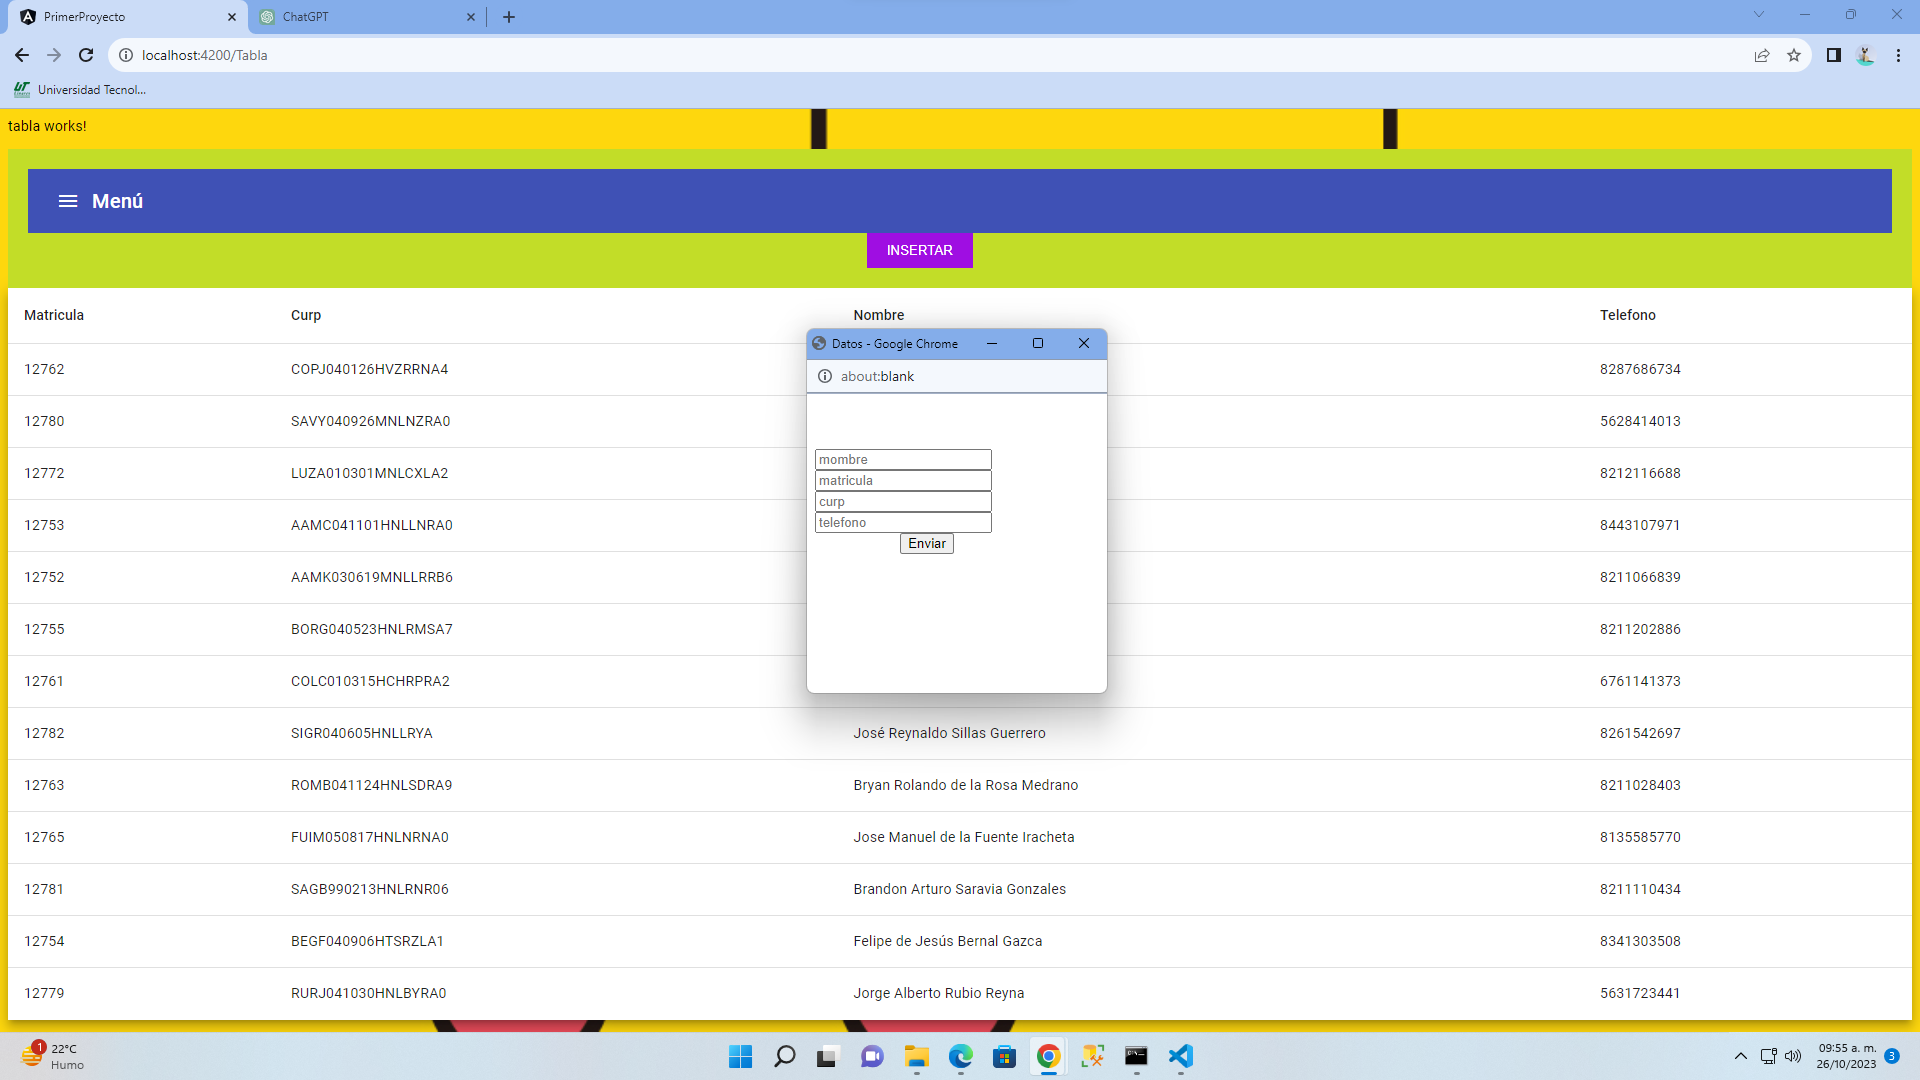 PrimerProyecto
ChatGPT
localhost:4200/Tabla
Universidad Tecnol...
tabla works!
Menú
INSERTAR
Matricula Curp Nombre Telefono
Datos - Google Chrome
about:blank
mombre
matricula
curp
telefono
Enviar
12762 COPJ040126HVZRRNA4 8287686734
12780 SAVY040926MNLNZRA0 5628414013
12772 LUZA010301MNLCXLA2 8212116688
12753 AAMC041101HNLLNRA0 8443107971
12752 AAMK030619MNLLRRB6 8211066839
12755 BORG040523HNLRMSA7 8211202886
12761 COLC010315HCHRPRA2 6761141373
12782 SIGR040605HNLLRYA José Reynaldo Sillas Guerrero 8261542697
12763 ROMB041124HNLSDRA9 Bryan Rolando de la Rosa Medrano 8211028403
12765 FUIM050817HNLNRNA0 Jose Manuel de la Fuente Iracheta 8135585770
12781 SAGB990213HNLRNR06 Brandon Arturo Saravia Gonzales 8211110434
12754 BEGF040906HTSRZLA1 Felipe de Jesús Bernal Gazca 8341303508
12779 RURJ041030HNLBYRA0 Jorge Alberto Rubio Reyna 5631723441
1
22°C
Humo
09:55 a. m.
26/10/2023
3